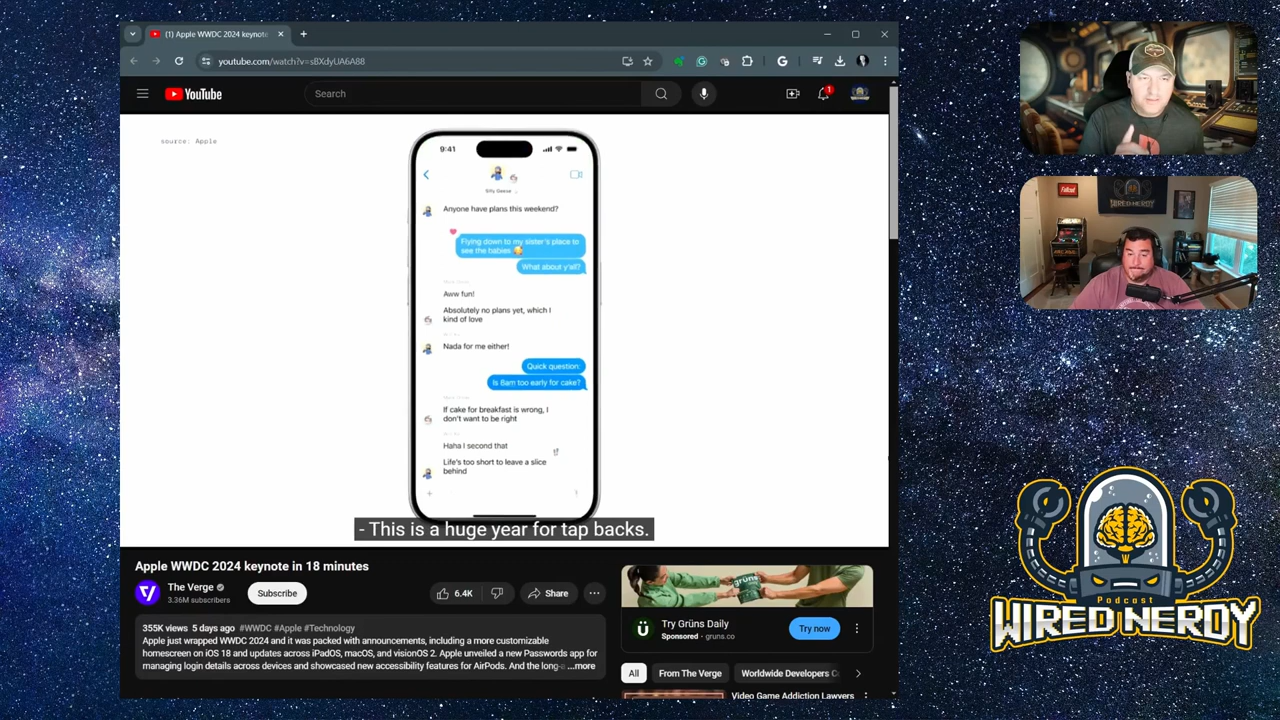 (1) Apple WWDC 2024 keynote
youtube.com/watch?v=sBXdyUA6A88
YouTube
Search
1
source: Apple
9:41
Silly Geese
Anyone have plans this weekend?
Flying down to my sister's place to
see the babies
What about y'all?
Aww fun!
Absolutely no plans yet, which I
kind of love
Nada for me either!
Quick question:
Is 8am too early for cake?
If cake for breakfast is wrong, I
don't want to be right
Haha I second that
Life's too short to leave a slice
behind
- This is a huge year for tap backs.
Apple WWDC 2024 keynote in 18 minutes
The Verge
3.36M subscribers
Subscribe
6.4K
Share
355K views 5 days ago #WWDC #Apple #Technology
Apple just wrapped WWDC 2024 and it was packed with announcements, including a more customizable
homescreen on iOS 18 and updates across iPadOS, macOS, and visionOS 2. Apple unveiled a new Passwords app for
managing login details across devices and showcased new accessibility features for AirPods. And the long-a ...more
grüns
Try Grüns Daily
Sponsored · gruns.co
Try now
All
From The Verge
Worldwide Developers C
Video Game Addiction Lawyers
Fallout
WIRED NERDY
Podcast
WIRED NERDY